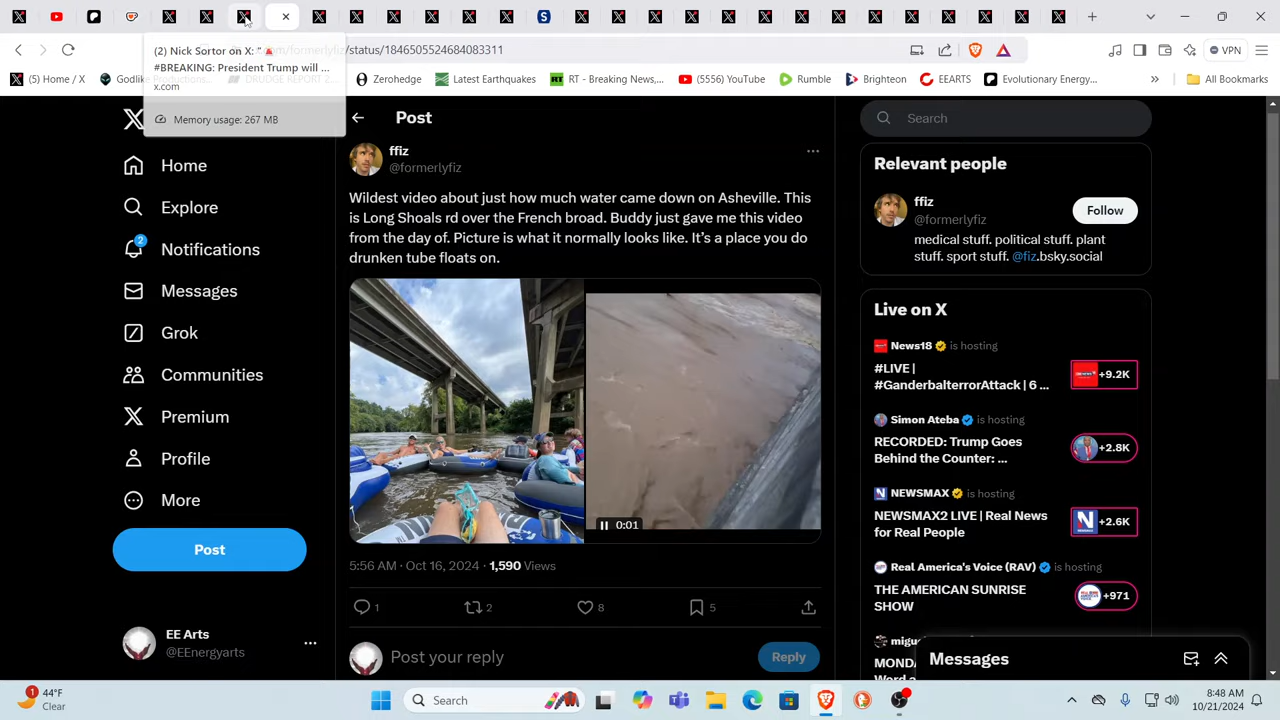 (2) Nick Sortor on X: "🚨
#BREAKING: President Trump will ...
x.com
Memory usage: 267 MB
/formerlyfiz/status/1846505524684083311
VPN
(5) Home / X
Godlike Productions...
DRUDGE REPORT 2...
Zerohedge
Latest Earthquakes
RT - Breaking News,...
(5556) YouTube
Rumble
Brighteon
EEARTS
Evolutionary Energy...
»
All Bookmarks
Home
Explore
2
Notifications
Messages
Grok
Communities
Premium
Profile
More
Post
EE Arts
@EEnergyarts
Post
ffiz
@formerlyfiz
Wildest video about just how much water came down on Asheville. This
is Long Shoals rd over the French broad. Buddy just gave me this video
from the day of. Picture is what it normally looks like. It's a place you do
drunken tube floats on.
0:01
5:56 AM · Oct 16, 2024 · 1,590 Views
1
2
8
5
Post your reply
Reply
Search
Relevant people
ffiz
@formerlyfiz
Follow
medical stuff. political stuff. plant
stuff. sport stuff. @fiz.bsky.social
Live on X
News18 is hosting
#LIVE |
#GanderbalterrorAttack | 6 ...
+9.2K
Simon Ateba is hosting
RECORDED: Trump Goes
Behind the Counter: ...
+2.8K
NEWSMAX is hosting
NEWSMAX2 LIVE | Real News
for Real People
+2.6K
Real America's Voice (RAV) is hosting
THE AMERICAN SUNRISE
SHOW
+971
Messages
1
44°F
Clear
Search
8:48 AM
10/21/2024